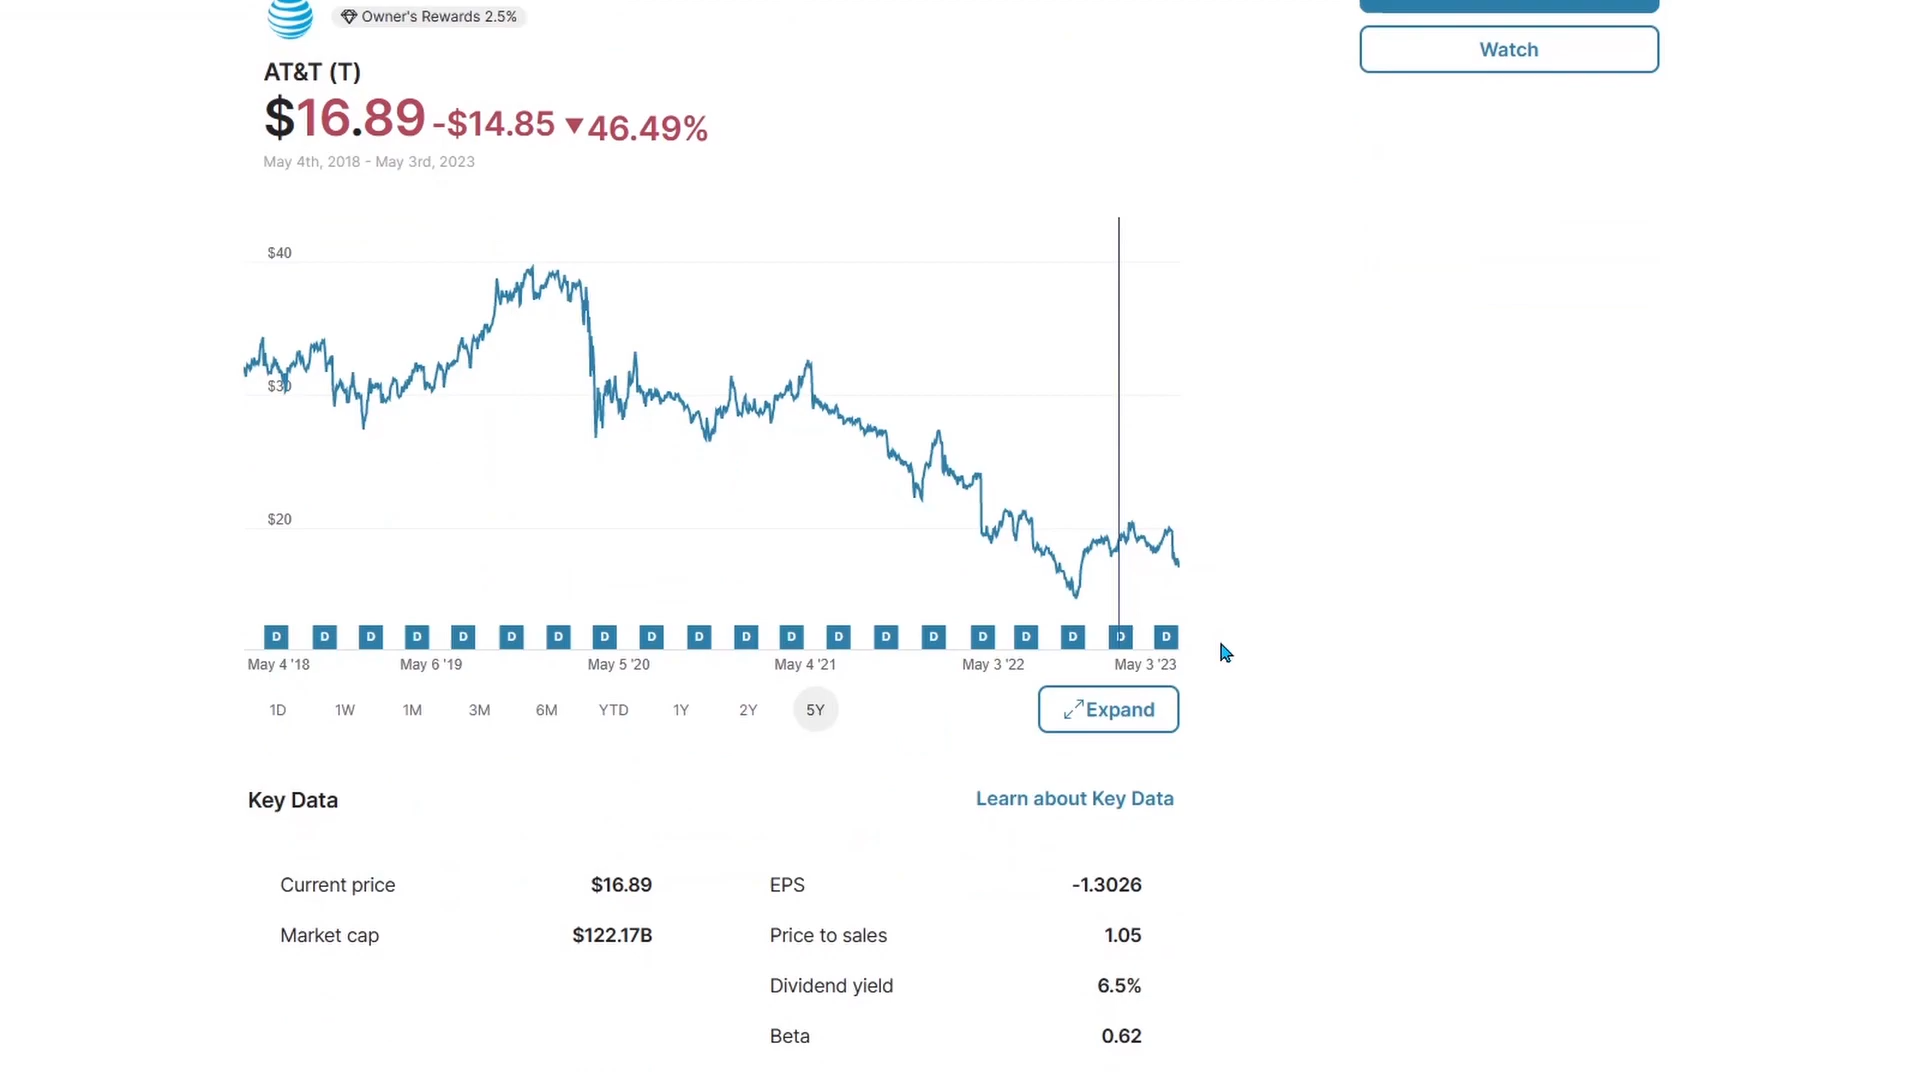 Owner's Rewards 2.5%
Watch
AT&T (T)
$16.89 -$14.85 ▼46.49%
May 4th, 2018 - May 3rd, 2023
$40
$30
$20
D D D D D D D D D D D D D D D D D D D D
May 4 '18 May 6 '19 May 5 '20 May 4 '21 May 3 '22 May 3 '23
1D 1W 1M 3M 6M YTD 1Y 2Y 5Y Expand
Key Data Learn about Key Data
Current price $16.89 EPS -1.3026
Market cap $122.17B Price to sales 1.05
Dividend yield 6.5%
Beta 0.62